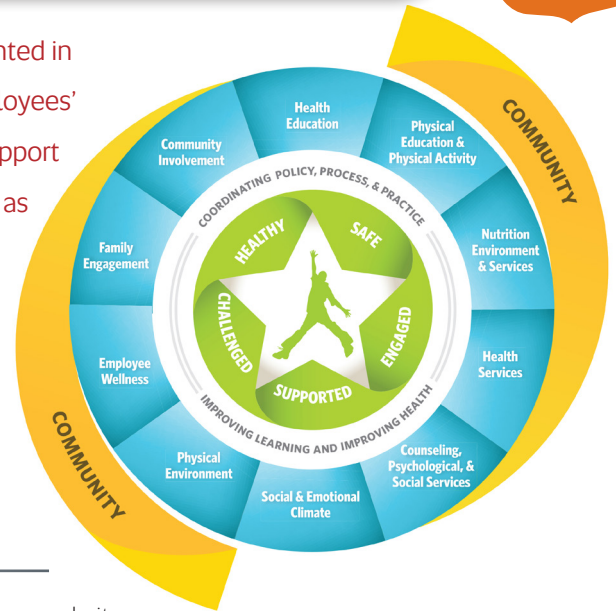 nted in
loyees'
pport
as
COMMUNITY
Health
Education
Physical
Education &
Physical Activity
Nutrition
Environment
& Services
Health
Services
Counseling,
Psychological, &
Social Services
Social & Emotional
Climate
Physical
Environment
Employee
Wellness
Family
Engagement
Community
Involvement
COORDINATING POLICY, PROCESS, & PRACTICE
IMPROVING LEARNING AND IMPROVING HEALTH
HEALTHY
SAFE
ENGAGED
SUPPORTED
CHALLENGED
COMMUNITY